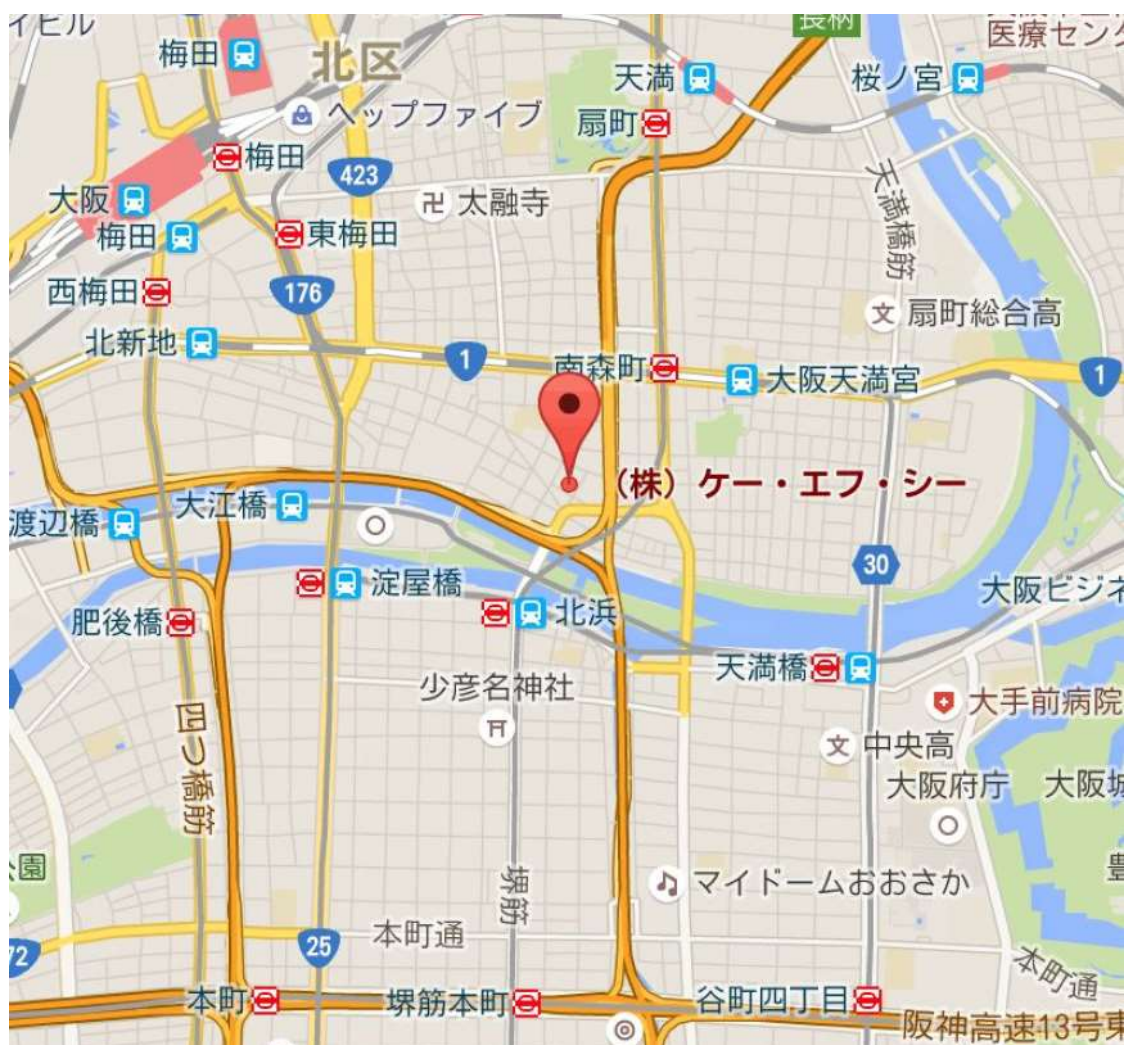 イビル
長柄
医療センタ
梅田
北区
天満
桜ノ宮
ヘップファイブ
扇町
梅田
423
大阪
卍 太融寺
天満橋筋
梅田
東梅田
西梅田
176
文 扇町総合高
北新地
1
南森町
大阪天満宮
1
(株) ケー・エフ・シー
大江橋
渡辺橋
30
淀屋橋
大阪ビジネ
肥後橋
北浜
天満橋
少彦名神社
大手前病院
四つ橋筋
文 中央高
大阪府庁
大阪城
公園
堺筋
マイドームおおさか
豊
72
25
本町通
本町通
本町
堺筋本町
谷町四丁目
阪神高速13号東